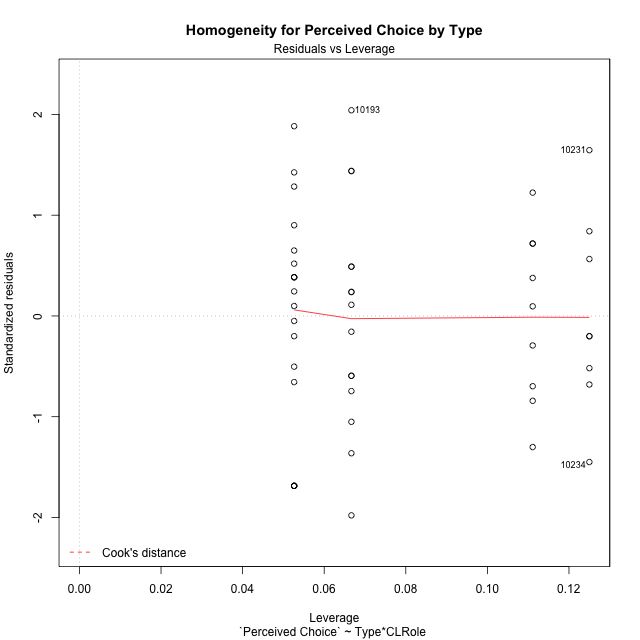 Homogeneity for Perceived Choice by Type
Residuals vs Leverage
Standardized residuals
2
1
0
-1
-2
10193
10231
10234
Cook's distance
0.00 0.02 0.04 0.06 0.08 0.10 0.12
Leverage
`Perceived Choice` ~ Type*CLRole